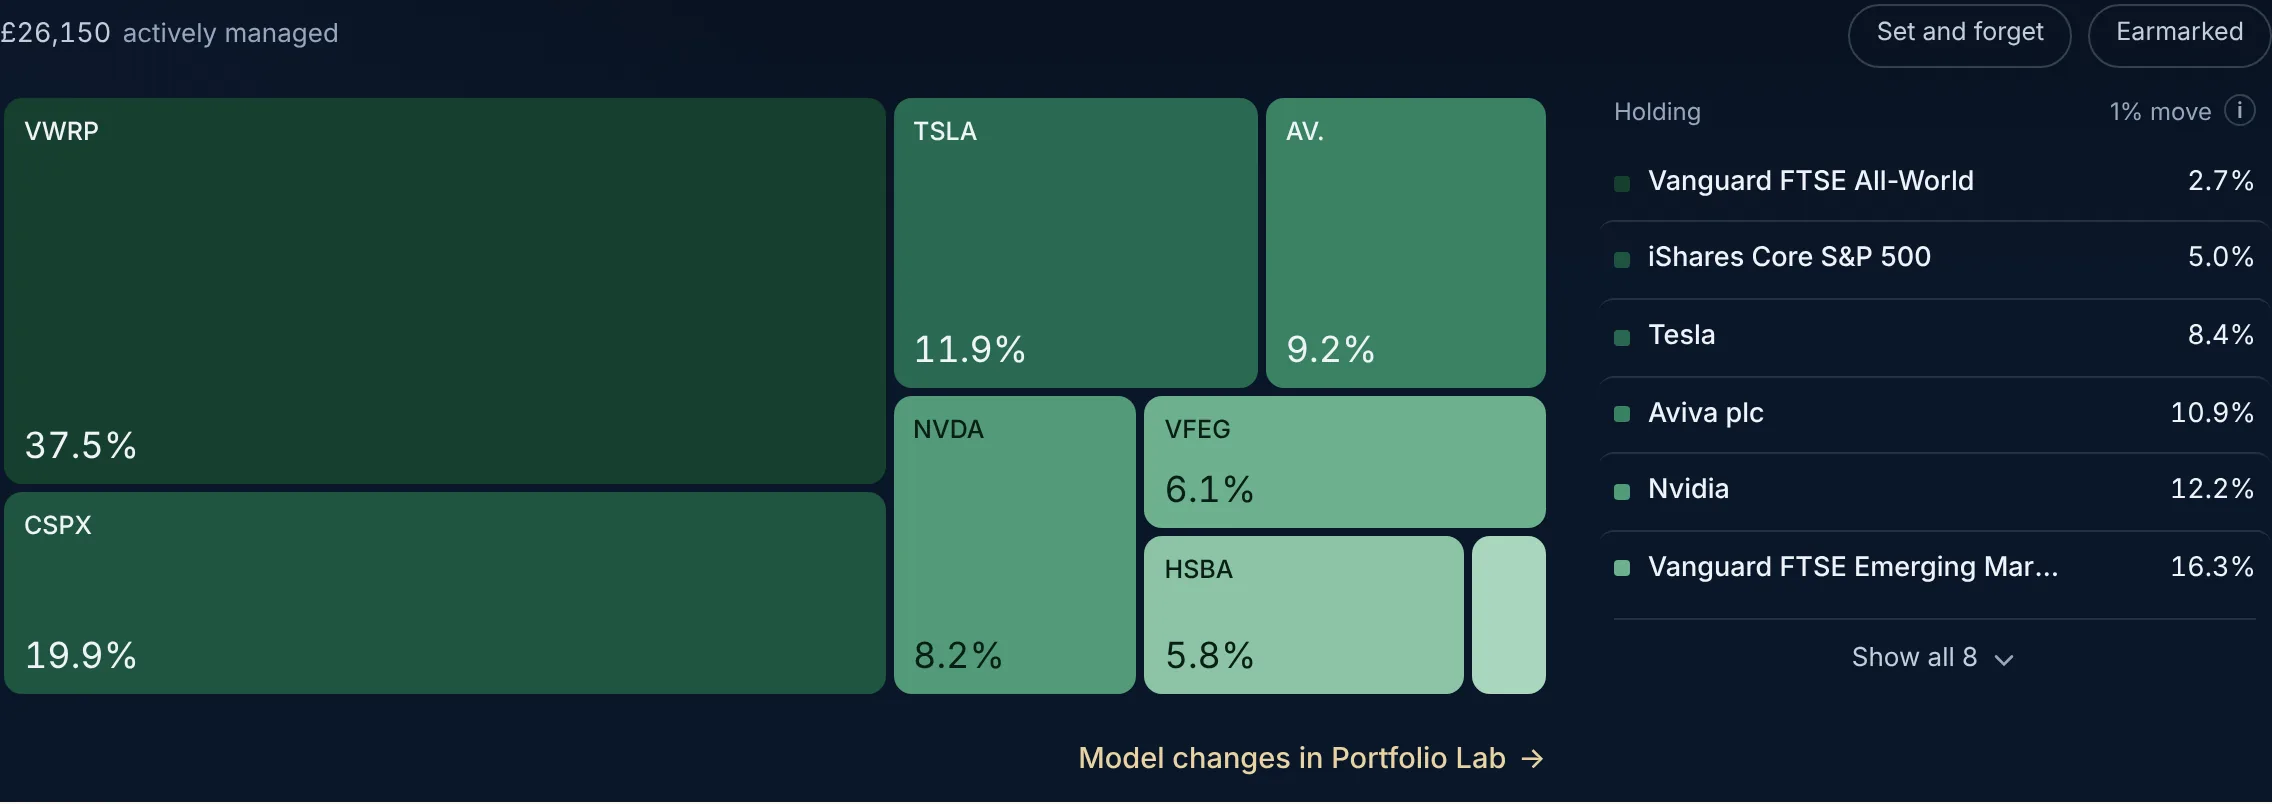 £26,150 actively managed
Set and forget
Earmarked
VWRP
37.5%
CSPX
19.9%
TSLA
11.9%
AV.
9.2%
NVDA
8.2%
VFEG
6.1%
HSBA
5.8%
Holding 1% move i
Vanguard FTSE All-World 2.7%
iShares Core S&P 500 5.0%
Tesla 8.4%
Aviva plc 10.9%
Nvidia 12.2%
Vanguard FTSE Emerging Mar... 16.3%
Show all 8
Model changes in Portfolio Lab →